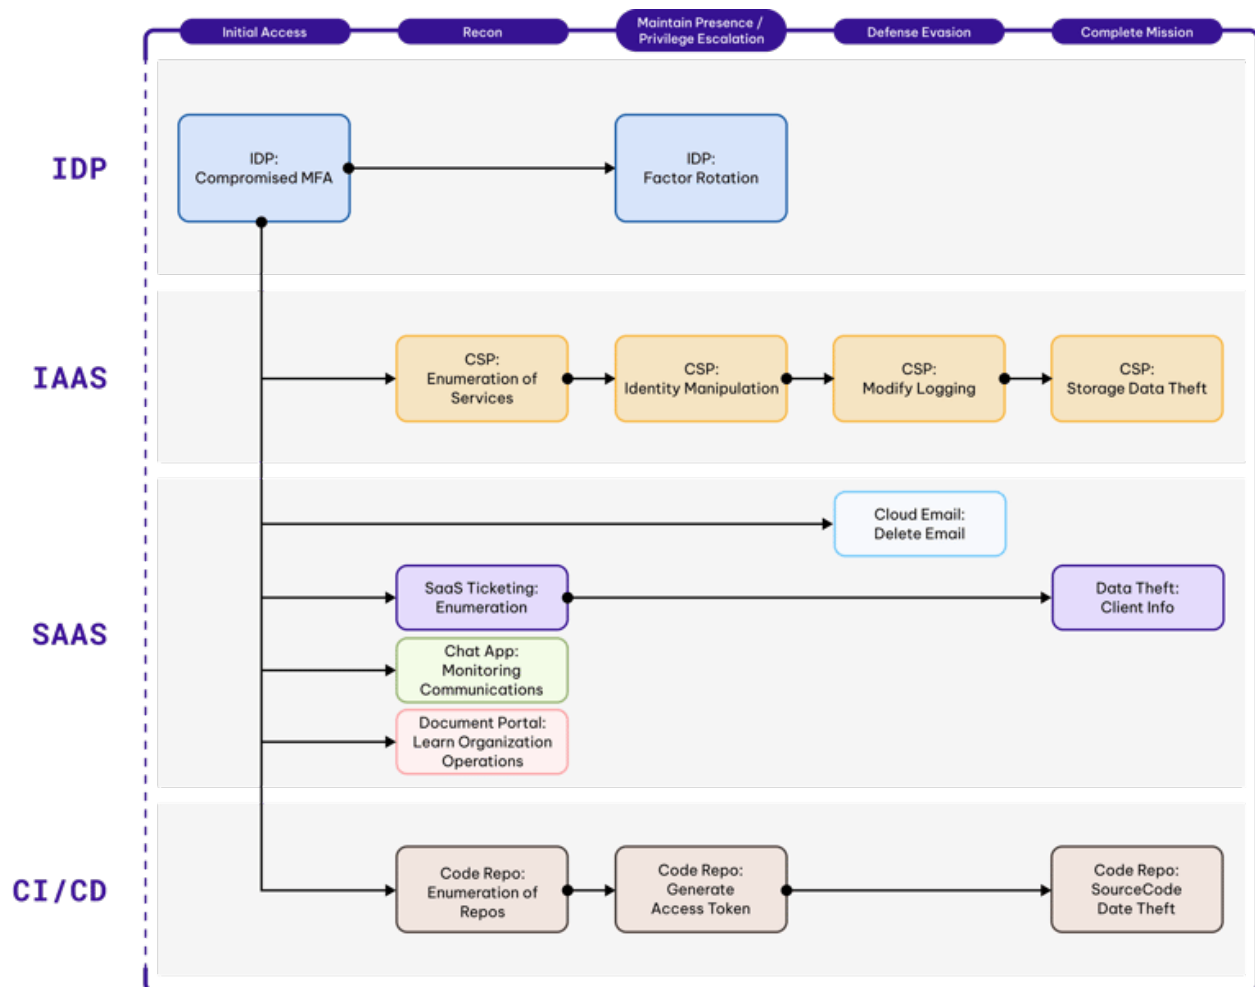 Initial Access
Recon
Maintain Presence /
Privilege Escalation
Defense Evasion
Complete Mission
IDP
IDP:
Compromised MFA
IDP:
Factor Rotation
IAAS
CSP:
Enumeration of
Services
CSP:
Identity Manipulation
CSP:
Modify Logging
CSP:
Storage Data Theft
SAAS
Cloud Email:
Delete Email
SaaS Ticketing:
Enumeration
Data Theft:
Client Info
Chat App:
Monitoring
Communications
Document Portal:
Learn Organization
Operations
CI/CD
Code Repo:
Enumeration of
Repos
Code Repo:
Generate
Access Token
Code Repo:
SourceCode
Date Theft